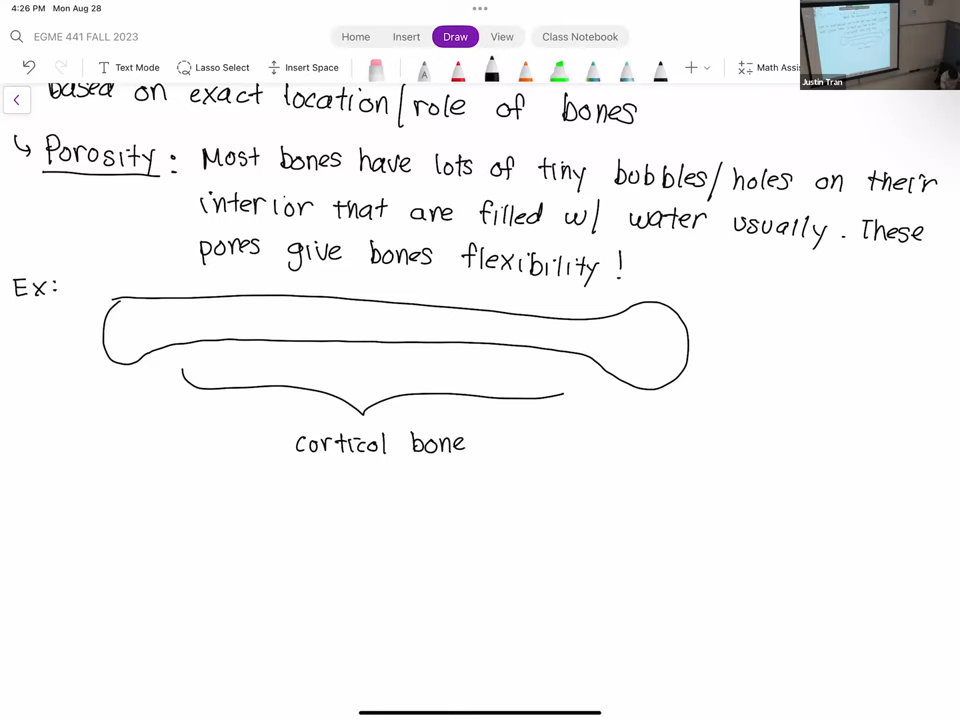 4:26 PM Mon Aug 28
EGME 441 FALL 2023
Home Insert Draw View Class Notebook
Text Mode Lasso Select Insert Space Math Assis
Justin Tran
based on exact location/role of bones
↳ Porosity: Most bones have lots of tiny bubbles/holes on their
interior that are filled w/ water usually. These
pores give bones flexibility!
Ex:
corticol bone